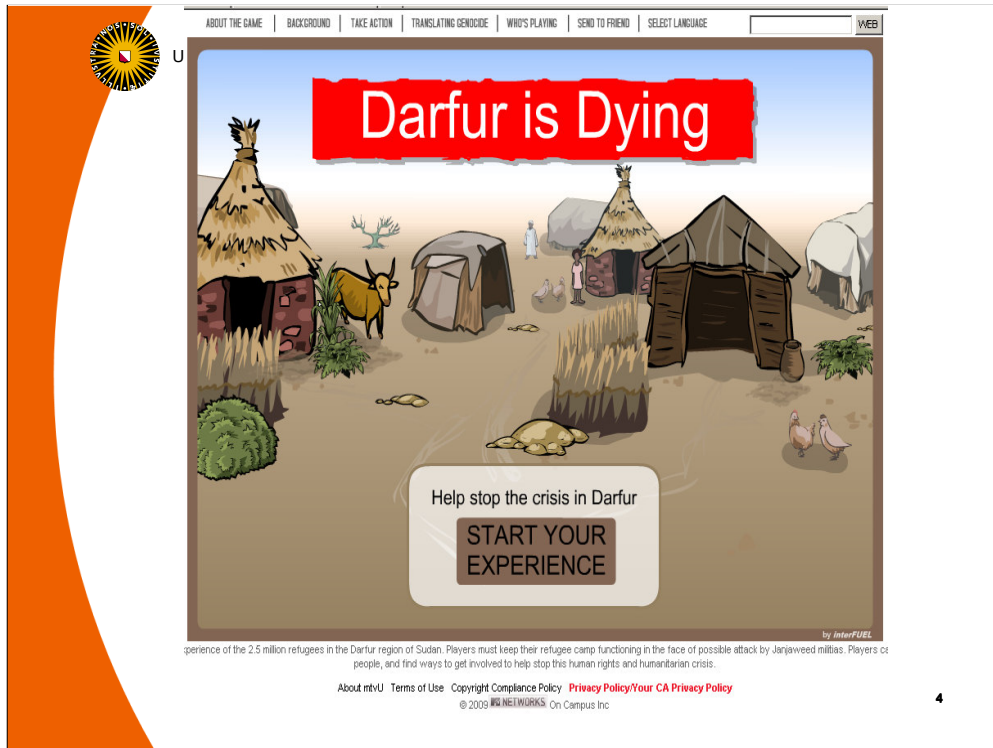 ABOUT THE GAME | BACKGROUND | TAKE ACTION | TRANSLATING GENOCIDE | WHO'S PLAYING | SEND TO FRIEND | SELECT LANGUAGE WEB
U
Darfur is Dying
Help stop the crisis in Darfur
START YOUR
EXPERIENCE
by interFUEL
perience of the 2.5 million refugees in the Darfur region of Sudan. Players must keep their refugee camp functioning in the face of possible attack by Janjaweed militias. Players ca
people, and find ways to get involved to help stop this human rights and humanitarian crisis.
About mtvU Terms of Use Copyright Compliance Policy Privacy Policy/Your CA Privacy Policy
© 2009 NETWORKS On Campus Inc
4